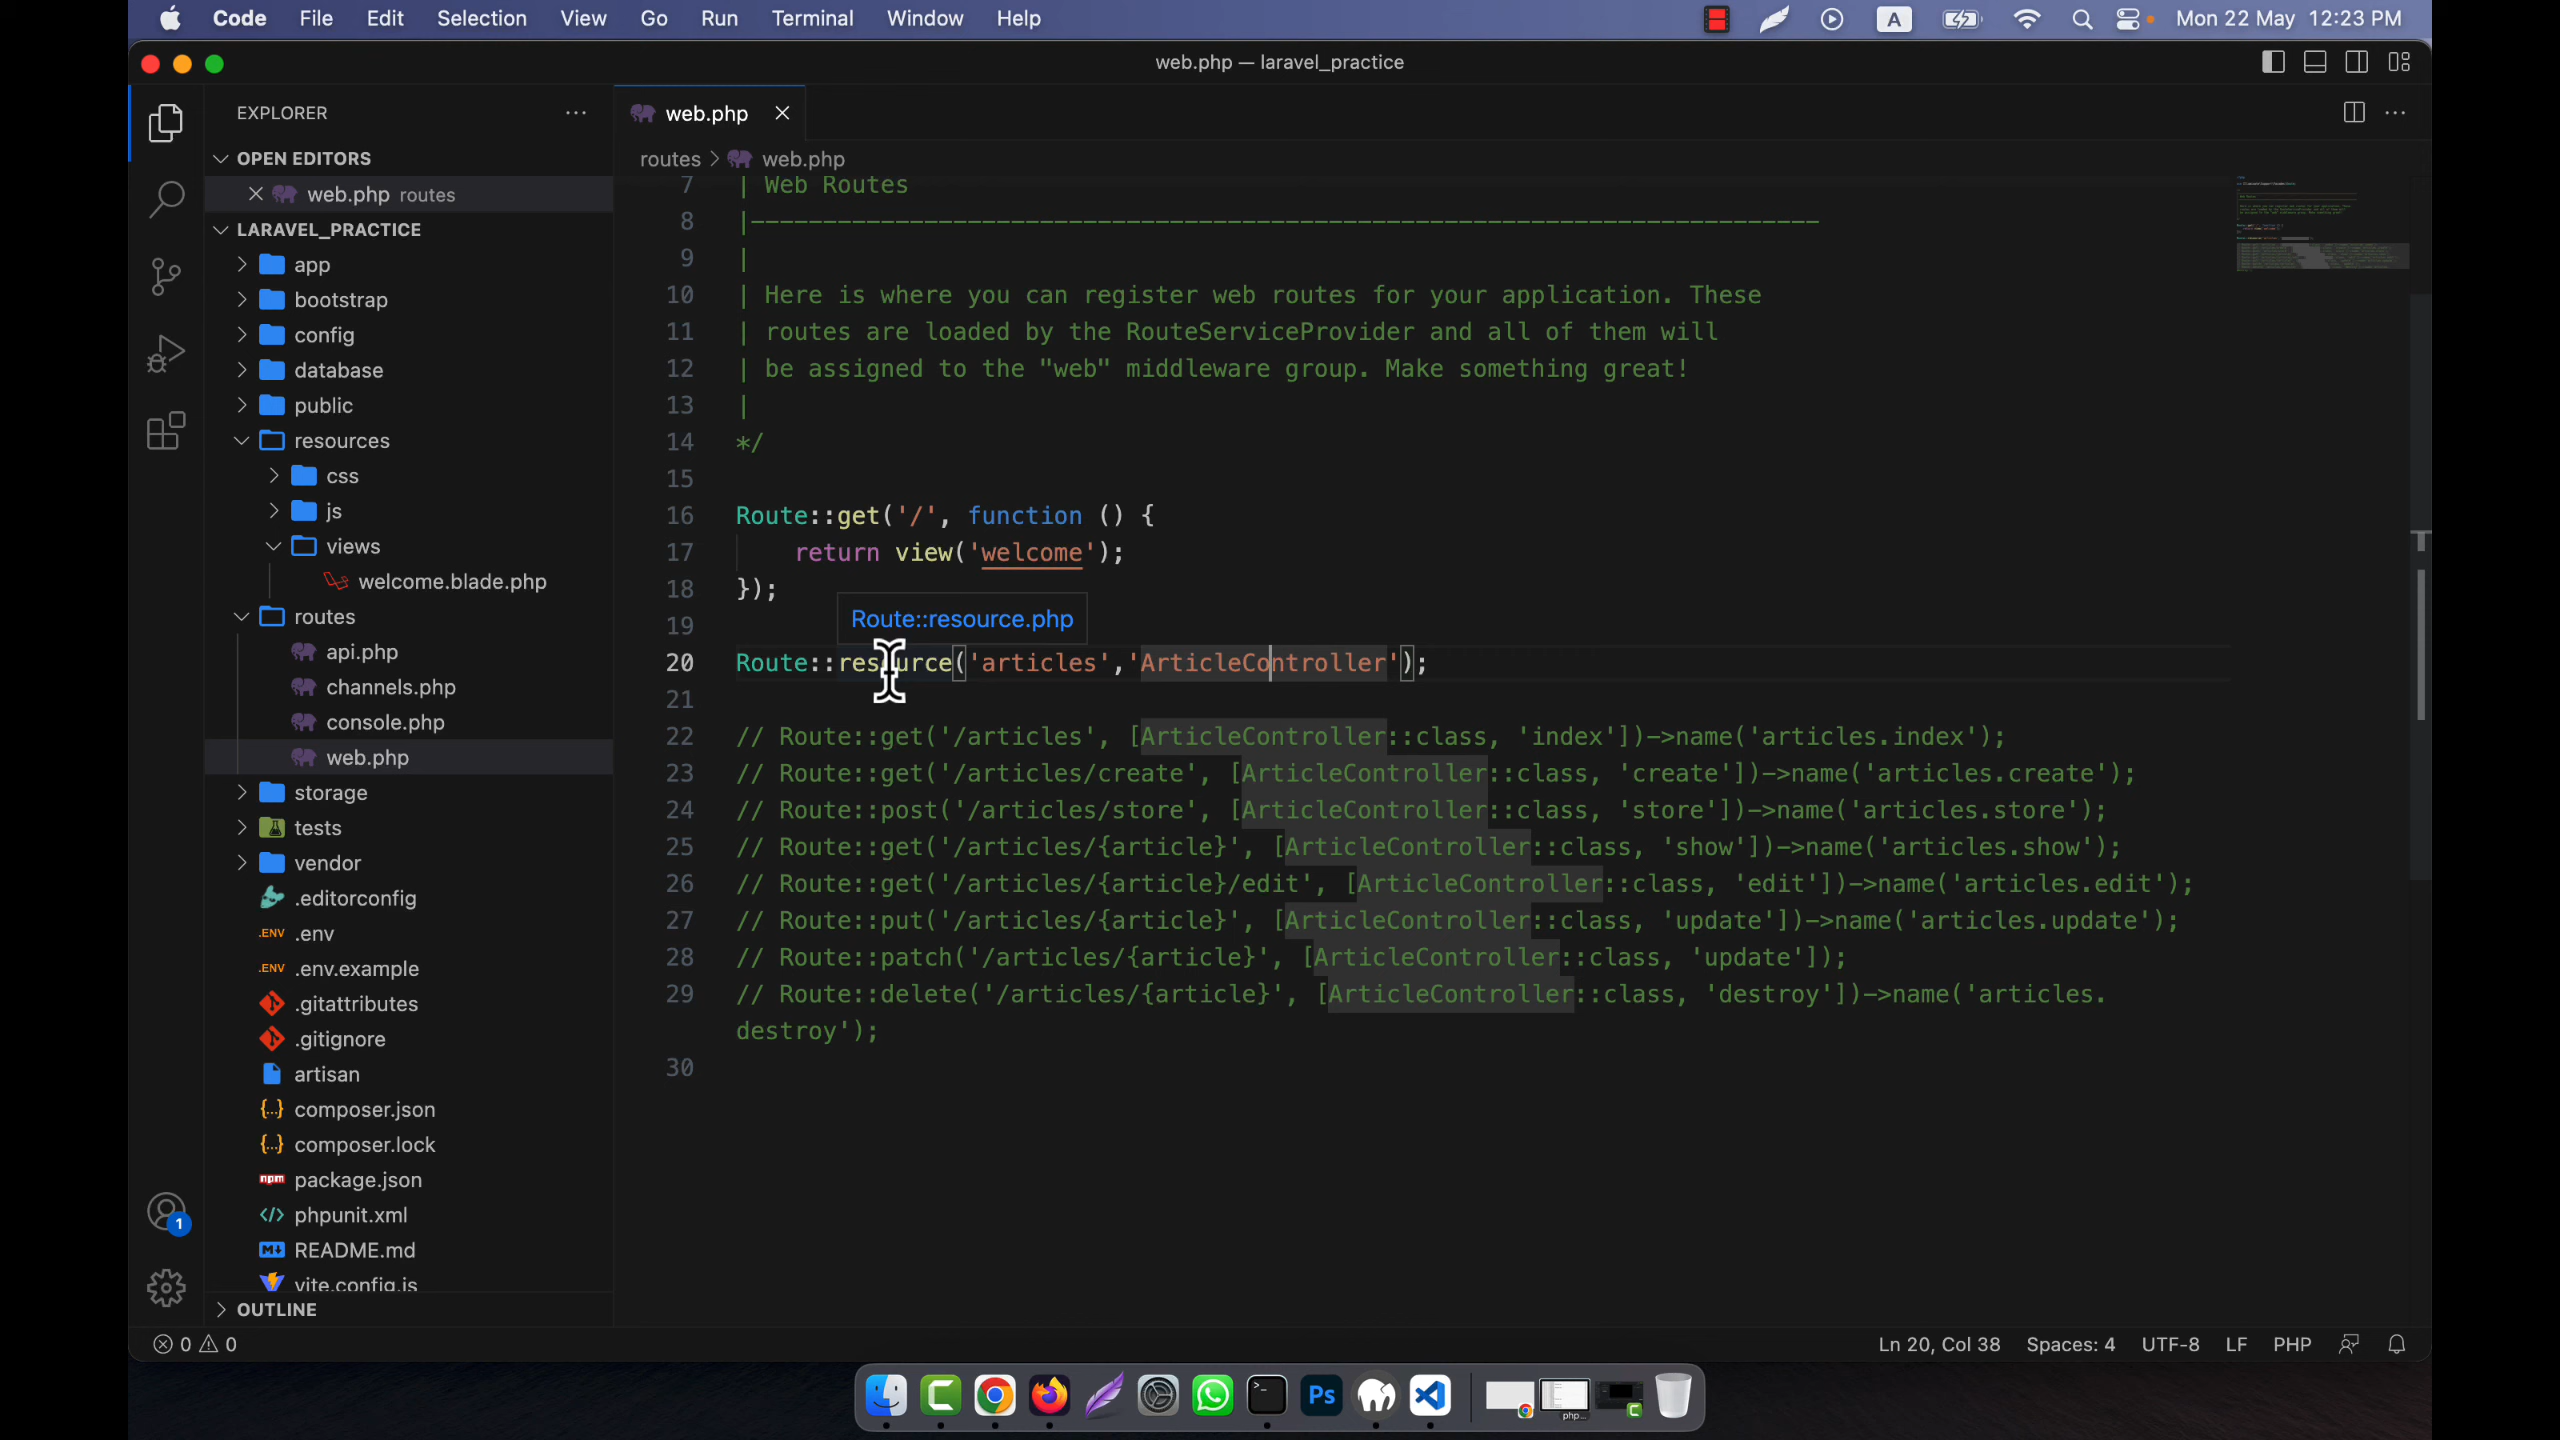 Code File Edit Selection View Go Run Terminal Window Help
A
Mon 22 May 12:23 PM
web.php — laravel_practice
EXPLORER
OPEN EDITORS
web.php routes
LARAVEL_PRACTICE
app
bootstrap
config
database
public
resources
css
js
views
welcome.blade.php
routes
api.php
channels.php
console.php
web.php
storage
tests
vendor
.editorconfig
.ENV .env
.ENV .env.example
.gitattributes
.gitignore
artisan
{..} composer.json
{..} composer.lock
npm package.json
phpunit.xml
M README.md
vite.config.js
OUTLINE
1
web.php
routes > web.php
7 | Web Routes
8 |--------------------------------------------------------------------------
9 |
10 | Here is where you can register web routes for your application. These
11 | routes are loaded by the RouteServiceProvider and all of them will
12 | be assigned to the "web" middleware group. Make something great!
13 |
14 */
15
16 Route::get('/', function () {
17 return view('welcome');
18 });
Route::resource.php
19
20 Route::resource('articles','ArticleController');
21
22 // Route::get('/articles', [ArticleController::class, 'index'])->name('articles.index');
23 // Route::get('/articles/create', [ArticleController::class, 'create'])->name('articles.create');
24 // Route::post('/articles/store', [ArticleController::class, 'store'])->name('articles.store');
25 // Route::get('/articles/{article}', [ArticleController::class, 'show'])->name('articles.show');
26 // Route::get('/articles/{article}/edit', [ArticleController::class, 'edit'])->name('articles.edit');
27 // Route::put('/articles/{article}', [ArticleController::class, 'update'])->name('articles.update');
28 // Route::patch('/articles/{article}', [ArticleController::class, 'update']);
29 // Route::delete('/articles/{article}', [ArticleController::class, 'destroy'])->name('articles.
destroy');
30
0 0
Ln 20, Col 38 Spaces: 4 UTF-8 LF PHP
Ps
php...